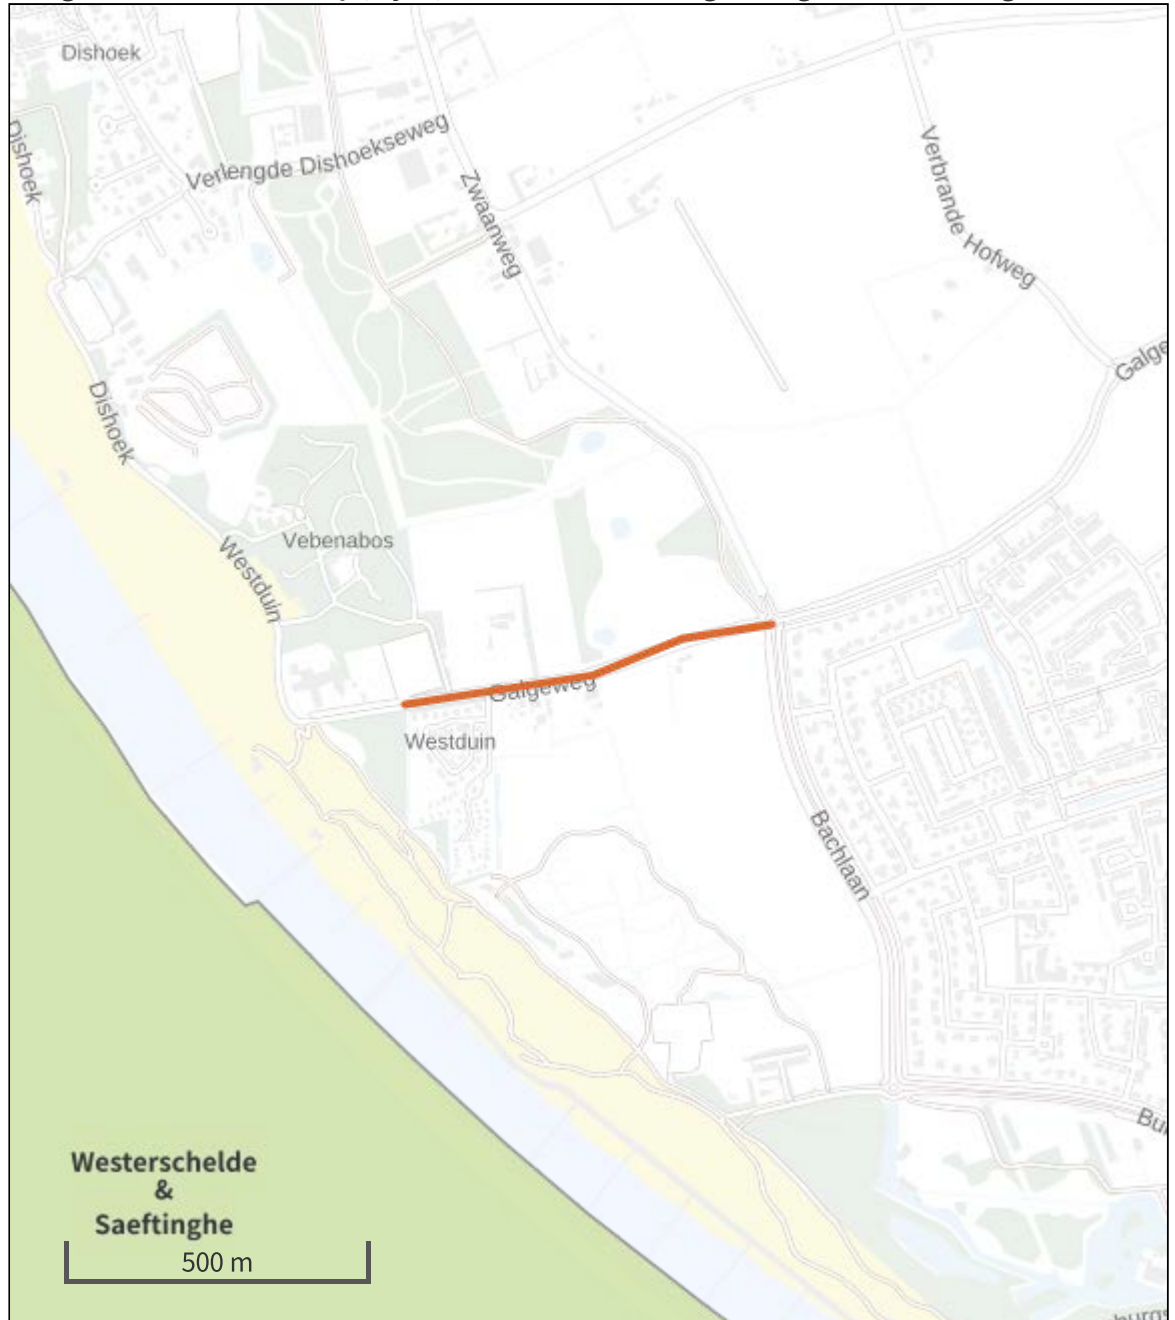 Dishoek
Dishoek
Verlengde Dishoekseweg
Zwaanweg
Verbrande Hofweg
Galge
Dishoek
Westduin
Vebenabos
Galgeweg
Westduin
Bachlaan
Westerschelde
&
Saeftinghe
500 m